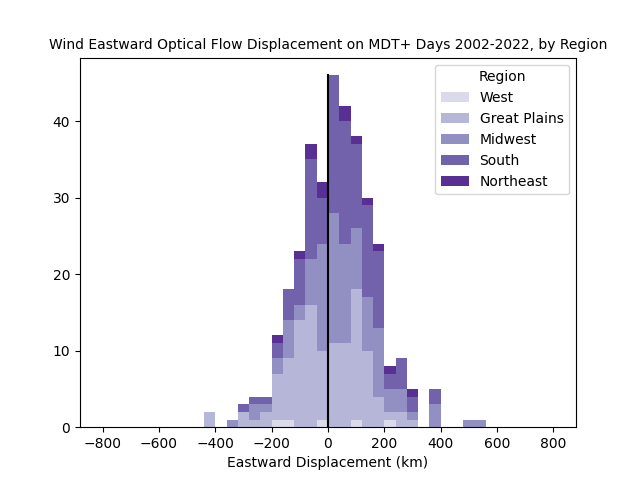 Wind Eastward Optical Flow Displacement on MDT+ Days 2002-2022, by Region
Region
West
Great Plains
Midwest
South
Northeast
40
30
20
10
0
−800 −600 −400 −200 0 200 400 600 800
Eastward Displacement (km)